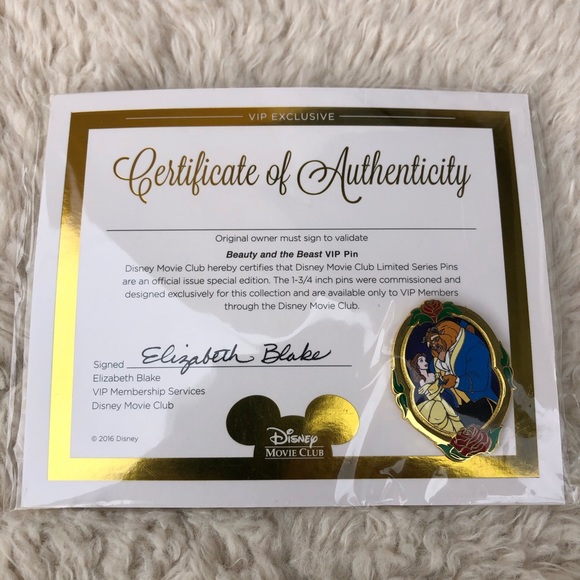 VIP EXCLUSIVE
Certificate of Authenticity
Original owner must sign to validate
Beauty and the Beast VIP Pin
Disney Movie Club hereby certifies that Disney Movie Club Limited Series Pins
are an official issue special edition. The 1-3/4 inch pins were commissioned and
designed exclusively for this collection and are available only to VIP Members
through the Disney Movie Club.
Signed Elizabeth Blake
Elizabeth Blake
VIP Membership Services
Disney Movie Club
© 2016 Disney
Disney
MOVIE CLUB